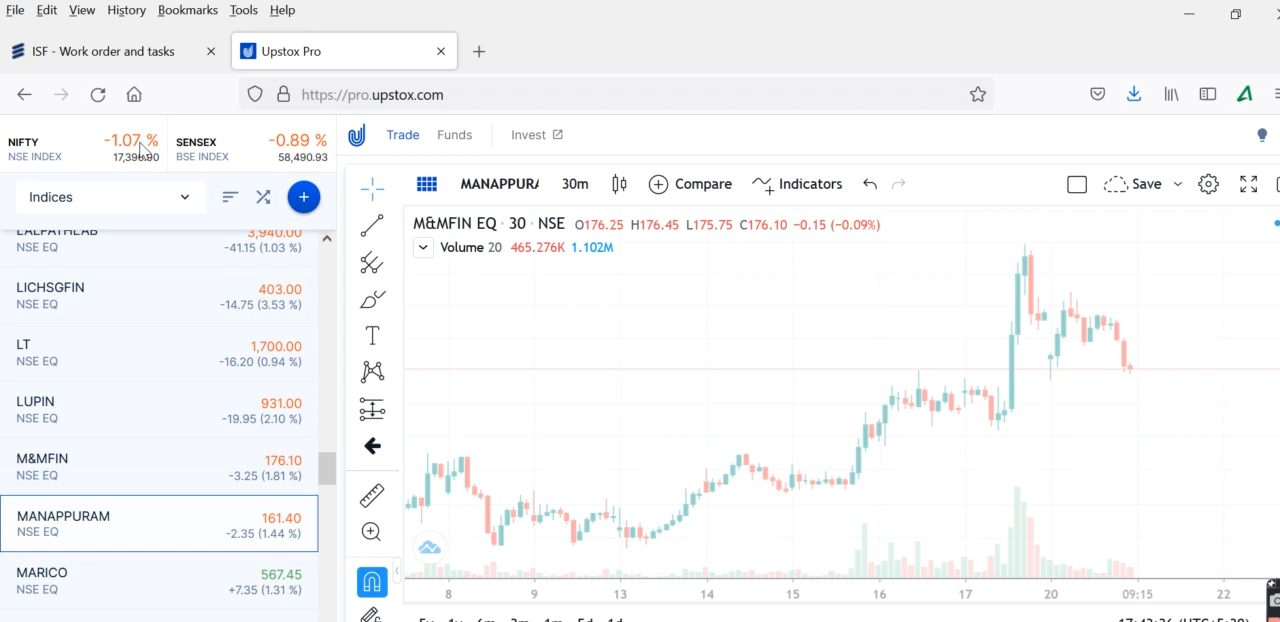 File Edit View History Bookmarks Tools Help
ISF - Work order and tasks
Upstox Pro
https://pro.upstox.com
NIFTY -1.07 %
NSE INDEX
SENSEX -0.89 %
BSE INDEX 58,490.93
Trade Funds Invest
Indices
MANAPPURA 30m Compare Indicators Save
M&MFIN EQ · 30 · NSE O176.25 H176.45 L175.75 C176.10 -0.15 (-0.09%)
Volume 20 465.276K 1.102M
3,940.00
NSE EQ -41.15 (1.03 %)
LICHSGFIN 403.00
NSE EQ -14.75 (3.53 %)
LT 1,700.00
NSE EQ -16.20 (0.94 %)
LUPIN 931.00
NSE EQ -19.95 (2.10 %)
M&MFIN 176.10
NSE EQ -3.25 (1.81 %)
MANAPPURAM 161.40
NSE EQ -2.35 (1.44 %)
MARICO 567.45
NSE EQ +7.35 (1.31 %)
8 9 13 14 15 16 17 20 09:15 22